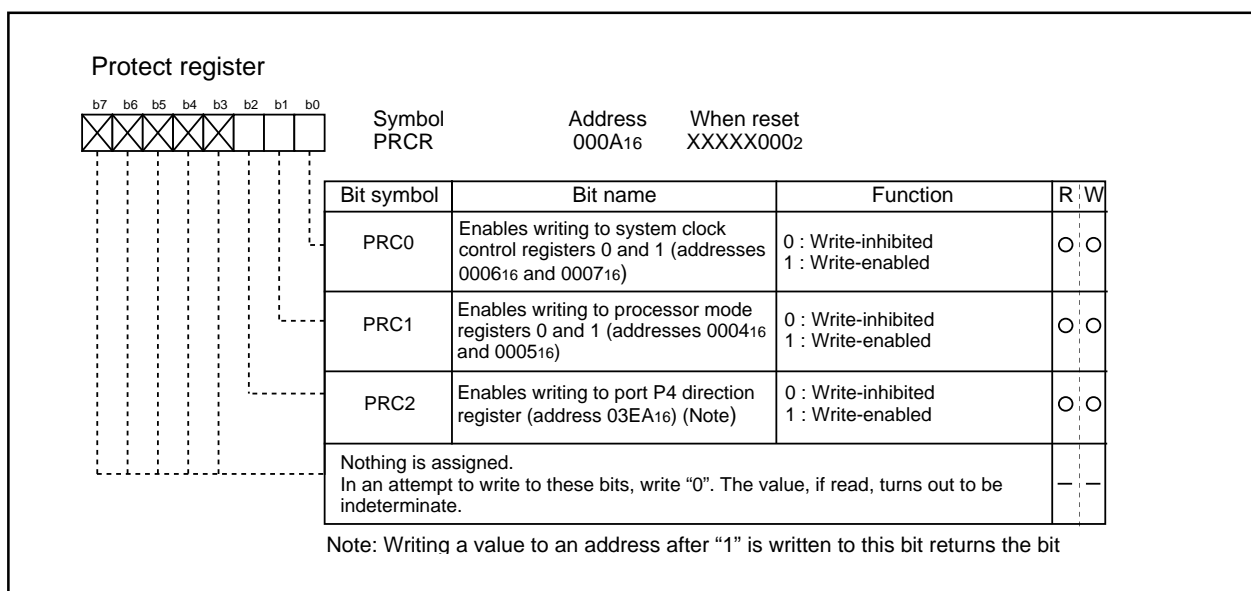 Protect register
b7 b6 b5 b4 b3 b2 b1 b0
Symbol Address When reset
PRCR 000A16 XXXXX0002
Bit symbol Bit name Function R W
PRC0
Enables writing to system clock
control registers 0 and 1 (addresses
000616 and 000716)
0 : Write-inhibited
1 : Write-enabled
PRC1
Enables writing to processor mode
registers 0 and 1 (addresses 000416
and 000516)
0 : Write-inhibited
1 : Write-enabled
PRC2
Enables writing to port P4 direction
register (address 03EA16) (Note)
0 : Write-inhibited
1 : Write-enabled
Nothing is assigned.
In an attempt to write to these bits, write “0”. The value, if read, turns out to be
indeterminate.
Note: Writing a value to an address after “1” is written to this bit returns the bit